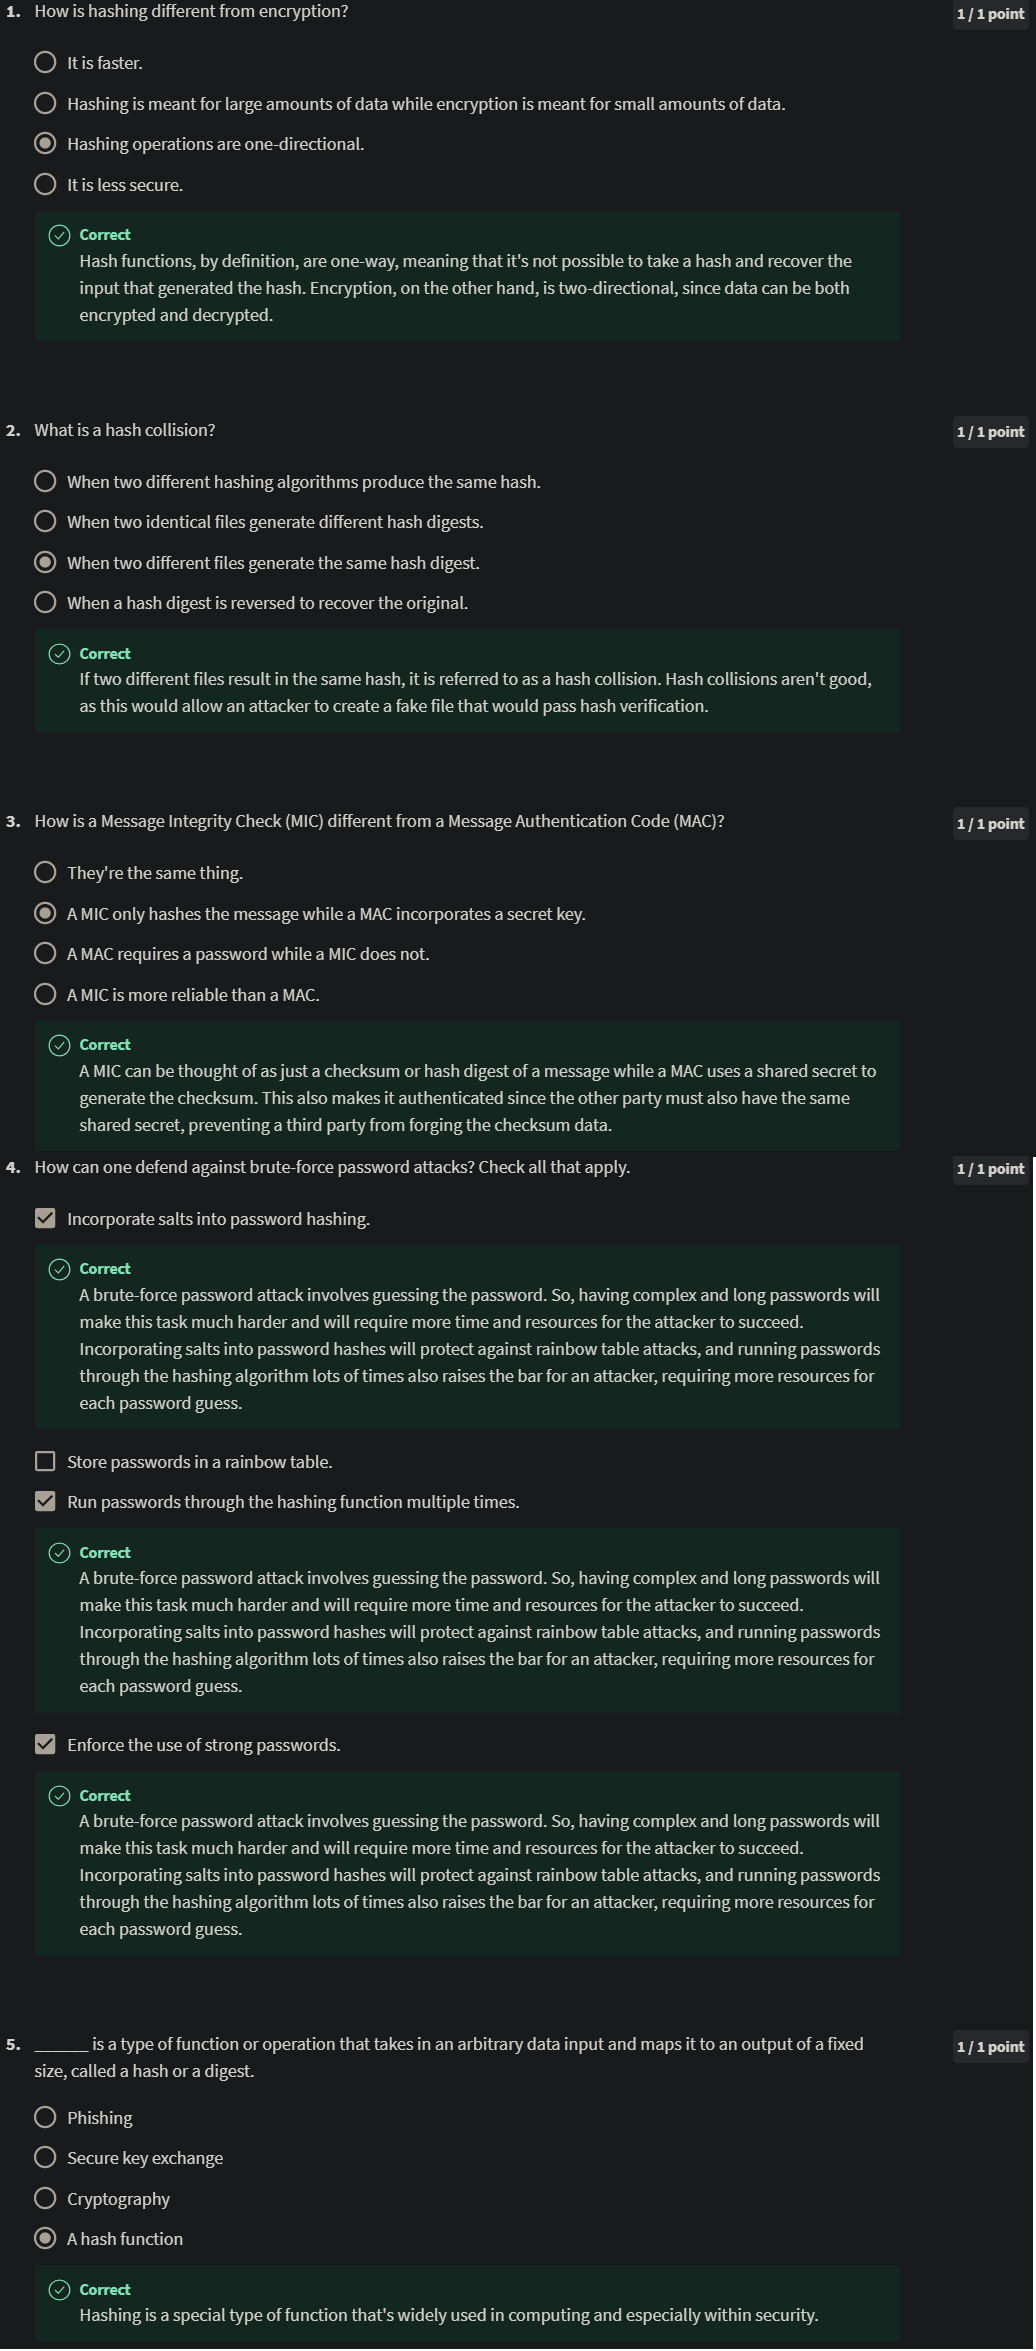 1. How is hashing different from encryption?
1 / 1 point
It is faster.
Hashing is meant for large amounts of data while encryption is meant for small amounts of data.
Hashing operations are one-directional.
It is less secure.
Correct
Hash functions, by definition, are one-way, meaning that it's not possible to take a hash and recover the
input that generated the hash. Encryption, on the other hand, is two-directional, since data can be both
encrypted and decrypted.
2. What is a hash collision?
1 / 1 point
When two different hashing algorithms produce the same hash.
When two identical files generate different hash digests.
When two different files generate the same hash digest.
When a hash digest is reversed to recover the original.
Correct
If two different files result in the same hash, it is referred to as a hash collision. Hash collisions aren't good,
as this would allow an attacker to create a fake file that would pass hash verification.
3. How is a Message Integrity Check (MIC) different from a Message Authentication Code (MAC)?
1 / 1 point
They're the same thing.
A MIC only hashes the message while a MAC incorporates a secret key.
A MAC requires a password while a MIC does not.
A MIC is more reliable than a MAC.
Correct
A MIC can be thought of as just a checksum or hash digest of a message while a MAC uses a shared secret to
generate the checksum. This also makes it authenticated since the other party must also have the same
shared secret, preventing a third party from forging the checksum data.
4. How can one defend against brute-force password attacks? Check all that apply.
1 / 1 point
Incorporate salts into password hashing.
Correct
A brute-force password attack involves guessing the password. So, having complex and long passwords will
make this task much harder and will require more time and resources for the attacker to succeed.
Incorporating salts into password hashes will protect against rainbow table attacks, and running passwords
through the hashing algorithm lots of times also raises the bar for an attacker, requiring more resources for
each password guess.
Store passwords in a rainbow table.
Run passwords through the hashing function multiple times.
Correct
A brute-force password attack involves guessing the password. So, having complex and long passwords will
make this task much harder and will require more time and resources for the attacker to succeed.
Incorporating salts into password hashes will protect against rainbow table attacks, and running passwords
through the hashing algorithm lots of times also raises the bar for an attacker, requiring more resources for
each password guess.
Enforce the use of strong passwords.
Correct
A brute-force password attack involves guessing the password. So, having complex and long passwords will
make this task much harder and will require more time and resources for the attacker to succeed.
Incorporating salts into password hashes will protect against rainbow table attacks, and running passwords
through the hashing algorithm lots of times also raises the bar for an attacker, requiring more resources for
each password guess.
5. ______ is a type of function or operation that takes in an arbitrary data input and maps it to an output of a fixed
size, called a hash or a digest.
1 / 1 point
Phishing
Secure key exchange
Cryptography
A hash function
Correct
Hashing is a special type of function that's widely used in computing and especially within security.